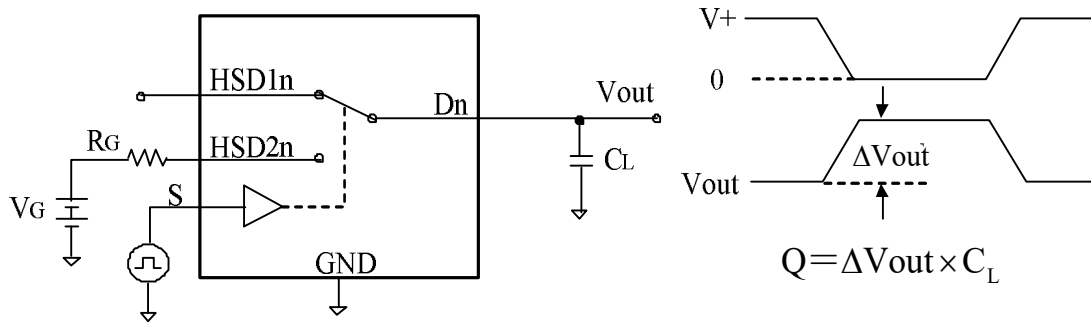 HSD1n
Dn
Vout
RG
HSD2n
CL
VG
S
GND
V+
0
ΔVout
Vout
Q=ΔVout×CL